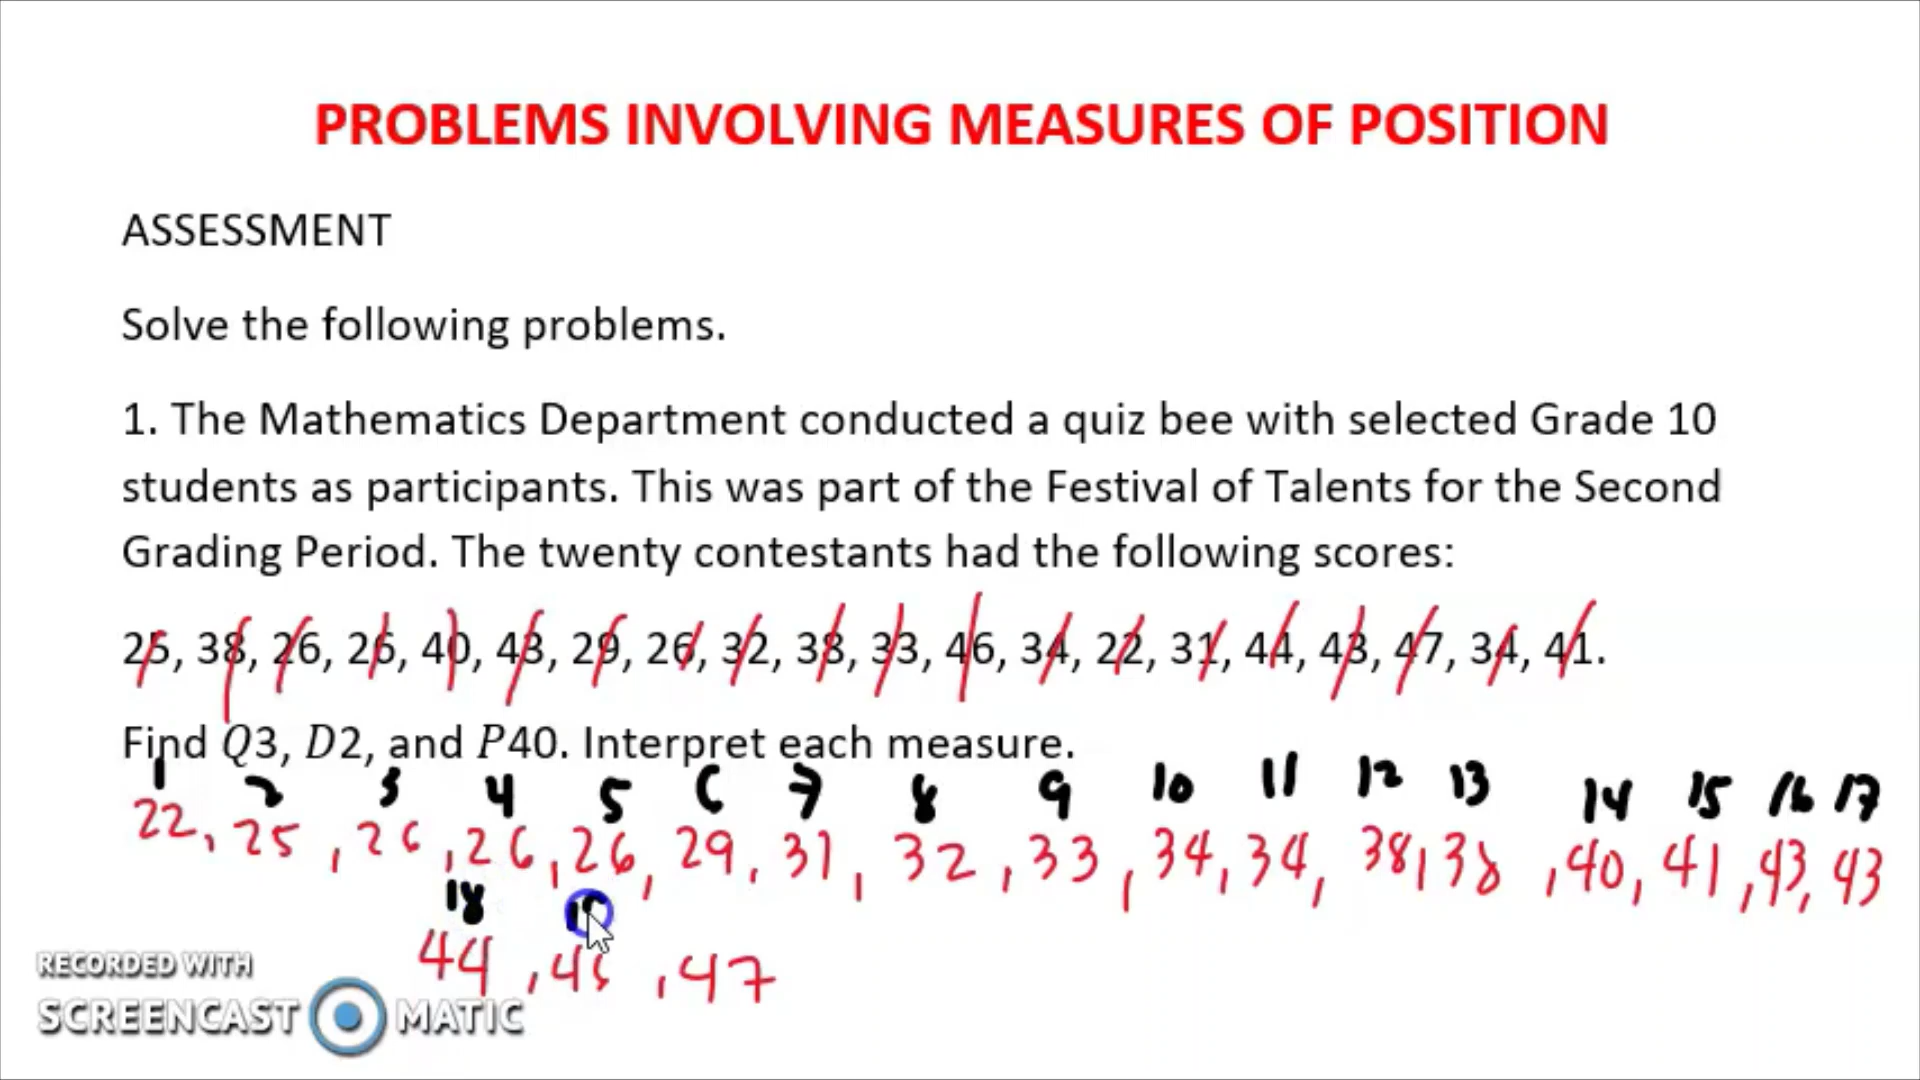 PROBLEMS INVOLVING MEASURES OF POSITION
ASSESSMENT
Solve the following problems.
1. The Mathematics Department conducted a quiz bee with selected Grade 10
students as participants. This was part of the Festival of Talents for the Second
Grading Period. The twenty contestants had the following scores:
25, 38, 26, 26, 40, 43, 29, 26, 32, 38, 33, 46, 34, 22, 31, 44, 43, 47, 34, 41.
Find Q3, D2, and P40. Interpret each measure.
1 2 3 4 5 6 7 8 9 10 11 12 13 14 15 16 17
22, 25, 26, 26, 26, 29, 31, 32, 33, 34, 34, 38, 38, 40, 41, 43, 43
18
44, 46, 47
RECORDED WITH
SCREENCAST MATIC